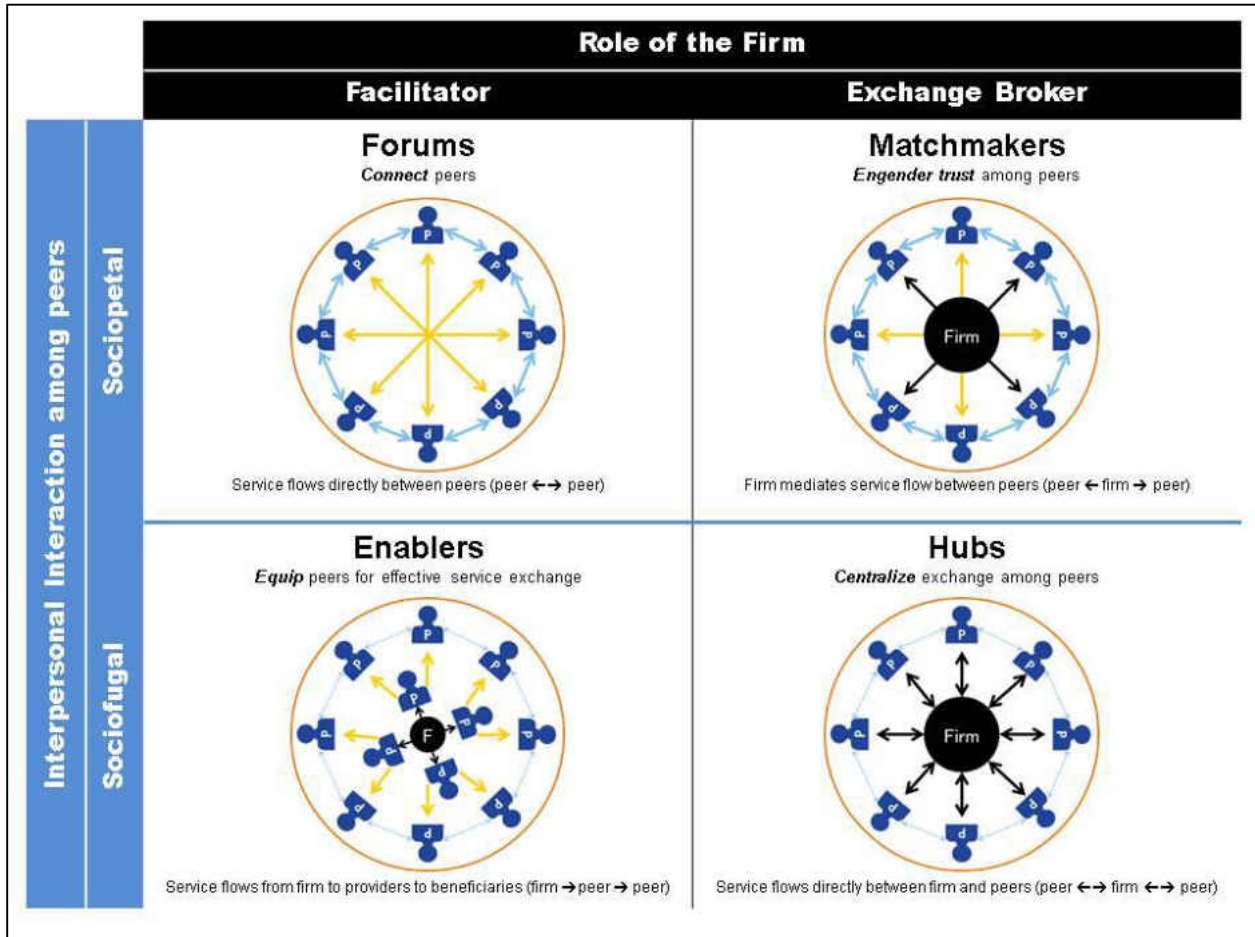 Role of the Firm
Facilitator
Exchange Broker
Interpersonal Interaction among peers
Sociopetal
Sociofugal
Forums
Connect peers
P
P
P
P
P
P
P
P
Service flows directly between peers (peer ←→ peer)
Matchmakers
Engender trust among peers
P
P
P
P
P
P
P
P
Firm
Firm mediates service flow between peers (peer ← firm → peer)
Enablers
Equip peers for effective service exchange
P
P
P
P
P
P
P
P
P
P
P
P
F
Service flows from firm to providers to beneficiaries (firm →peer → peer)
Hubs
Centralize exchange among peers
P
P
P
P
P
P
P
P
Firm
Service flows directly between firm and peers (peer ←→ firm ←→ peer)